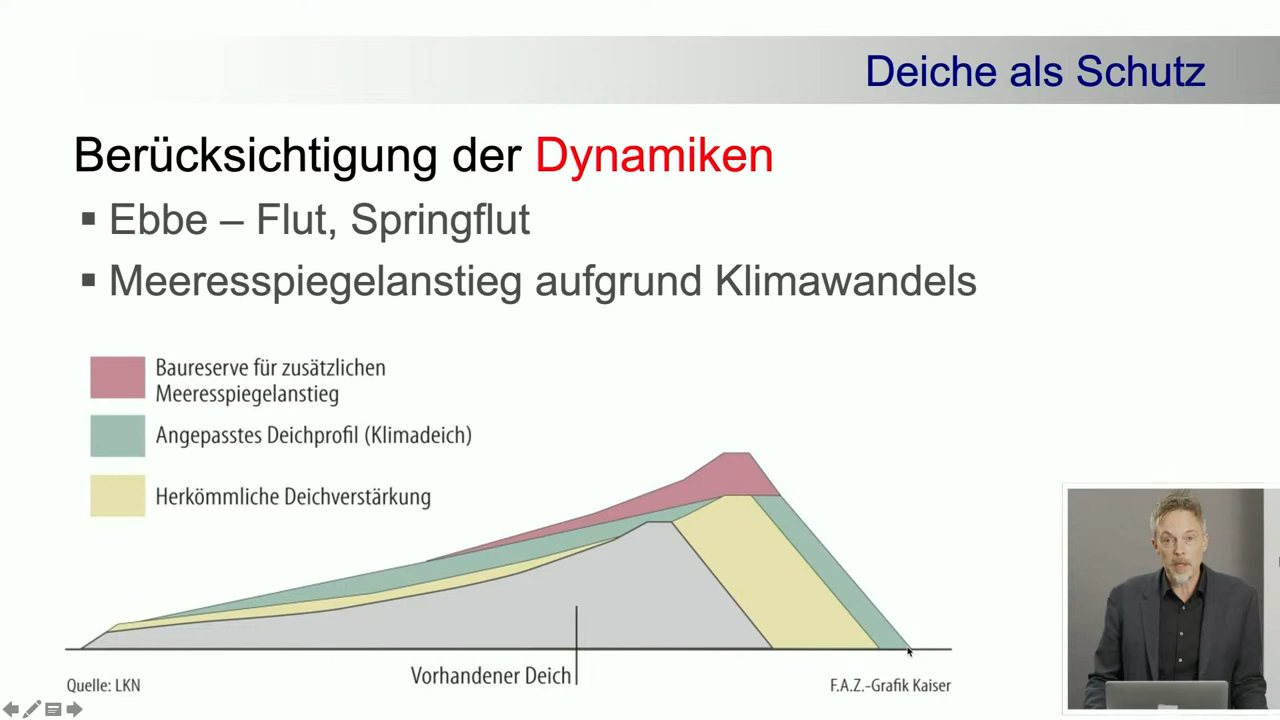 Deiche als Schutz
Berücksichtigung der Dynamiken
▪ Ebbe – Flut, Springflut
▪ Meeresspiegelanstieg aufgrund Klimawandels
Baureserve für zusätzlichen
Meeresspiegelanstieg
Angepasstes Deichprofil (Klimadeich)
Herkömmliche Deichverstärkung
Vorhandener Deich
Quelle: LKN
F.A.Z.-Grafik Kaiser